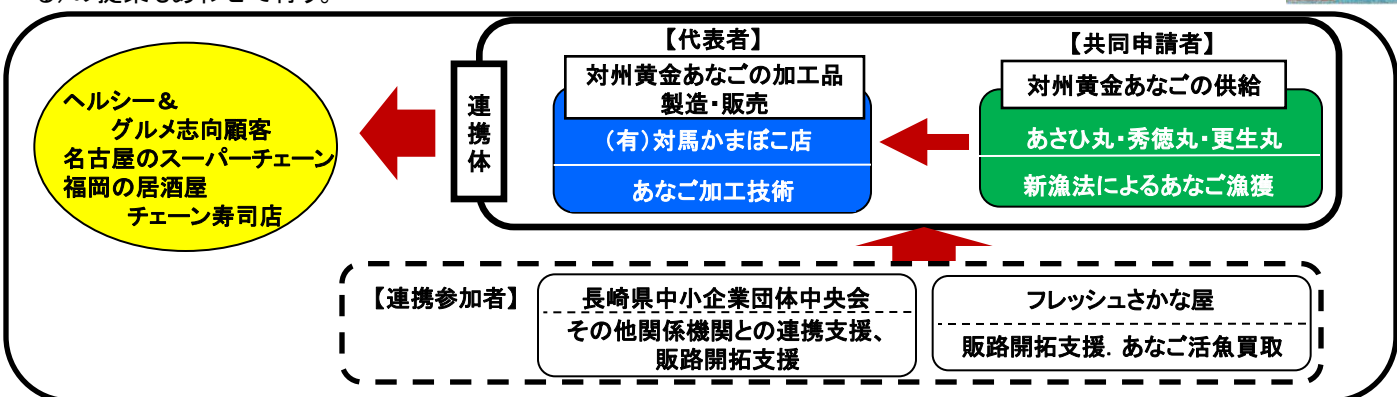 ヘルシー＆
グルメ志向顧客
名古屋のスーパーチェーン
福岡の居酒屋
チェーン寿司店
連携体
【代表者】
対州黄金あなごの加工品
製造・販売
（有）対馬かまぼこ店
あなご加工技術
【共同申請者】
対州黄金あなごの供給
あさひ丸・秀徳丸・更生丸
新漁法によるあなご漁獲
【連携参加者】
長崎県中小企業団体中央会
その他関係機関との連携支援、
販路開拓支援
フレッシュさかな屋
販路開拓支援．あなご活魚買取